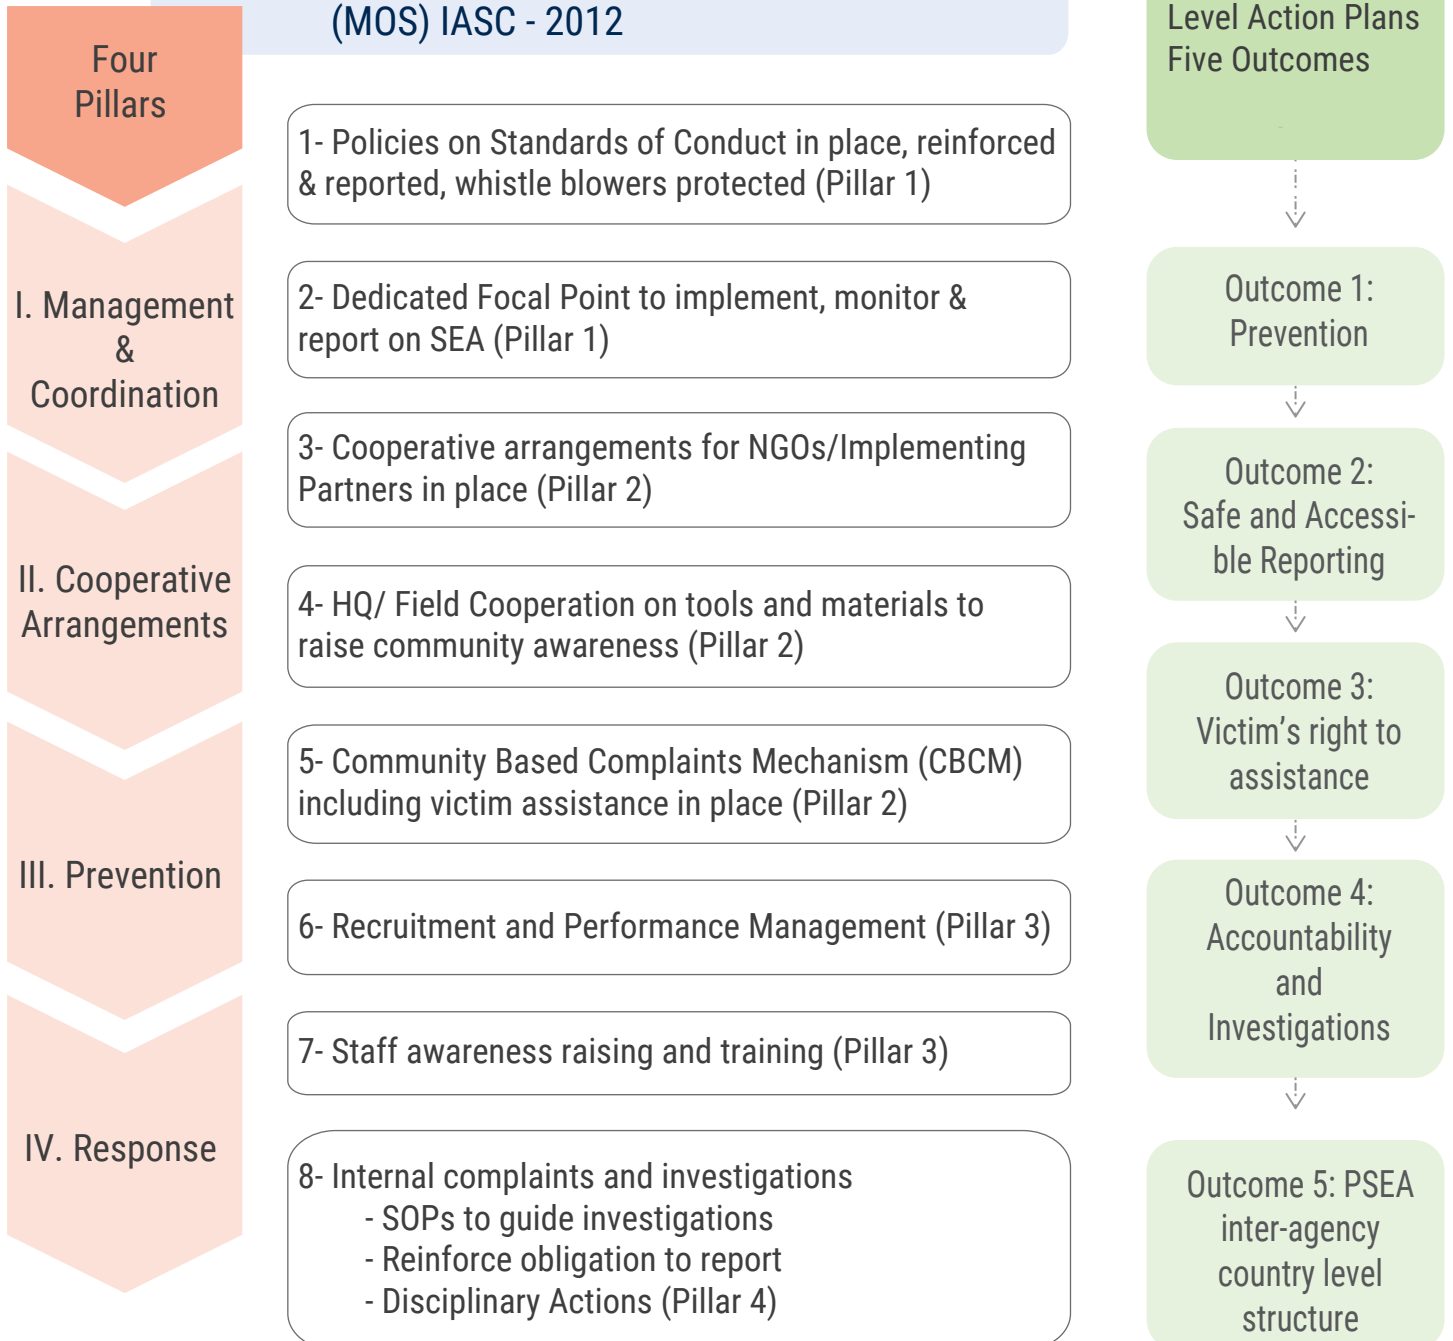 Four
Pillars
I. Management
&
Coordination
II. Cooperative
Arrangements
III. Prevention
IV. Response
(MOS) IASC - 2012
1- Policies on Standards of Conduct in place, reinforced
& reported, whistle blowers protected (Pillar 1)
2- Dedicated Focal Point to implement, monitor &
report on SEA (Pillar 1)
3- Cooperative arrangements for NGOs/Implementing
Partners in place (Pillar 2)
4- HQ/ Field Cooperation on tools and materials to
raise community awareness (Pillar 2)
5- Community Based Complaints Mechanism (CBCM)
including victim assistance in place (Pillar 2)
6- Recruitment and Performance Management (Pillar 3)
7- Staff awareness raising and training (Pillar 3)
8- Internal complaints and investigations
- SOPs to guide investigations
- Reinforce obligation to report
- Disciplinary Actions (Pillar 4)
Level Action Plans
Five Outcomes
Outcome 1:
Prevention
Outcome 2:
Safe and Accessi-
ble Reporting
Outcome 3:
Victim’s right to
assistance
Outcome 4:
Accountability
and
Investigations
Outcome 5: PSEA
inter-agency
country level
structure